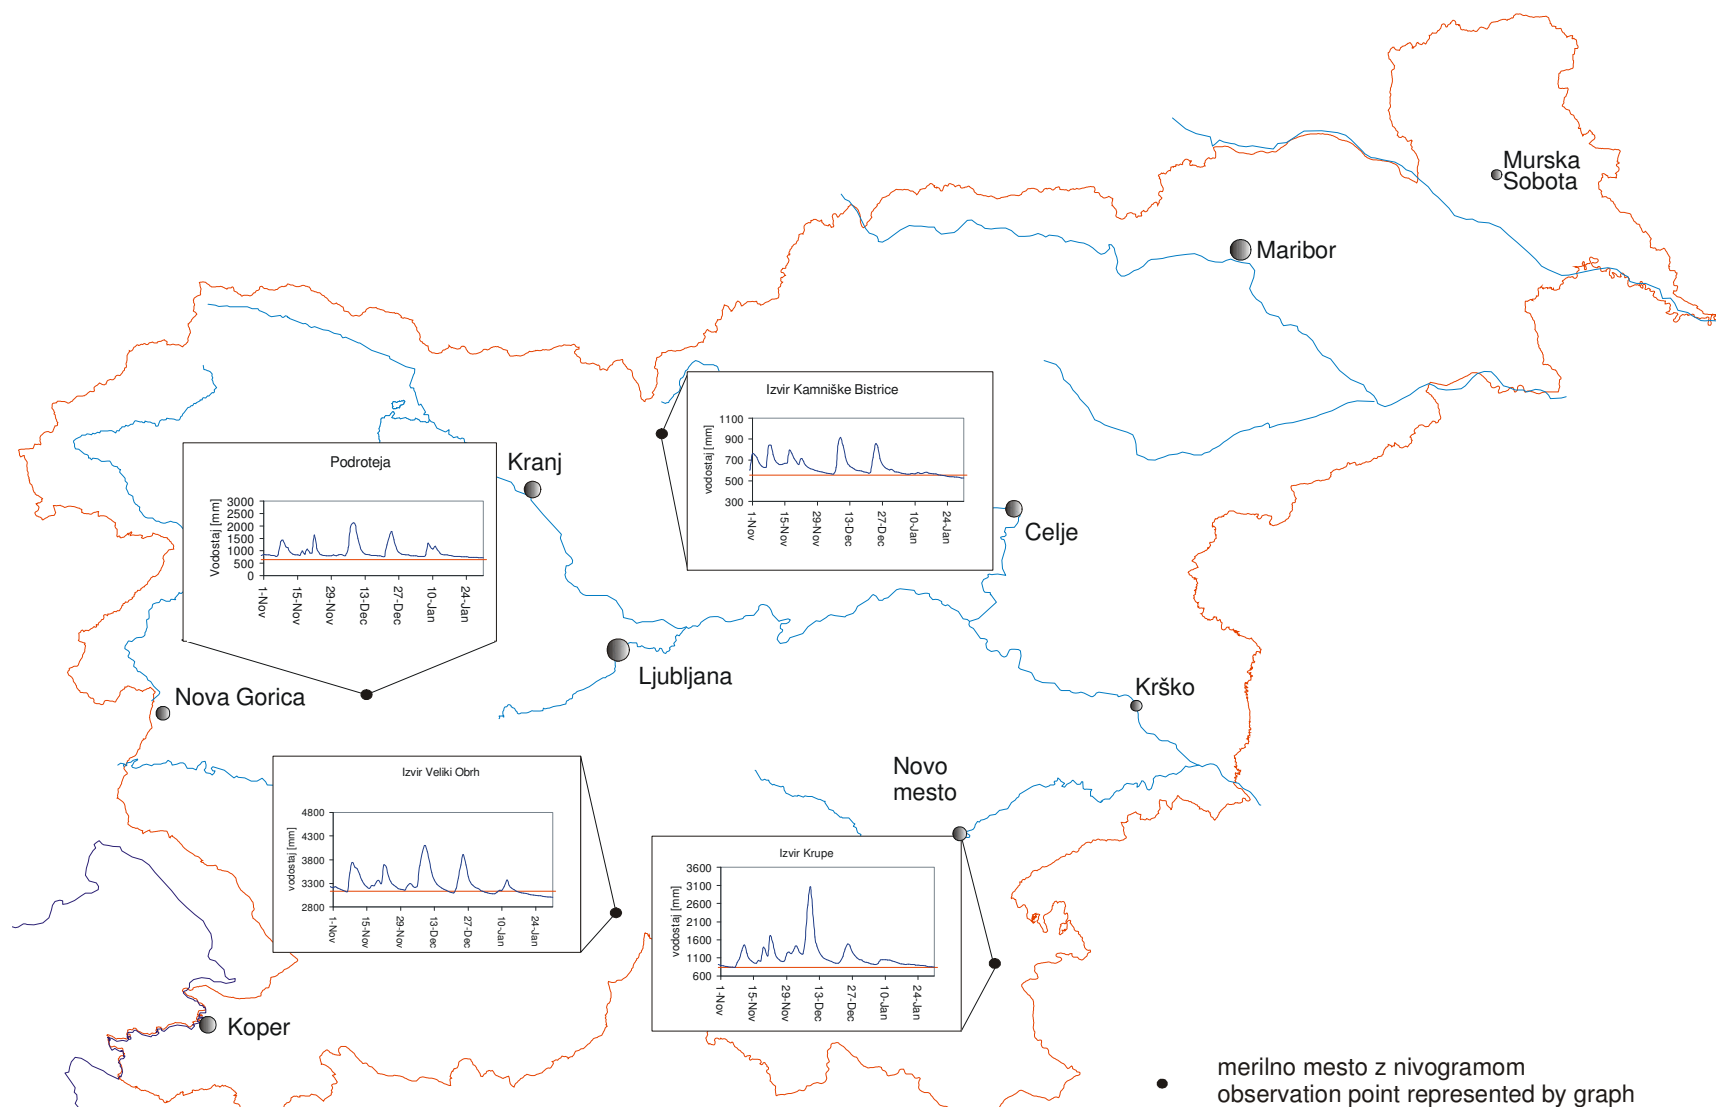 Murska
Sobota
Maribor
Izvir Kamniške Bistrice
vodostaj [mm]
1100
900
700
500
300
1-Nov
15-Nov
29-Nov
13-Dec
27-Dec
10-Jan
24-Jan
Podroteja
Vodostaj [mm]
3000
2500
2000
1500
1000
500
0
1-Nov
15-Nov
29-Nov
13-Dec
27-Dec
10-Jan
24-Jan
Kranj
Celje
Ljubljana
Nova Gorica
Krško
Novo
mesto
Izvir Veliki Obrh
vodostaj [mm]
4800
4300
3800
3300
2800
1-Nov
15-Nov
29-Nov
13-Dec
27-Dec
10-Jan
24-Jan
Izvir Krupe
vodostaj [mm]
3600
3100
2600
2100
1600
1100
600
1-Nov
15-Nov
29-Nov
13-Dec
27-Dec
10-Jan
24-Jan
Koper
merilno mesto z nivogramom
observation point represented by graph